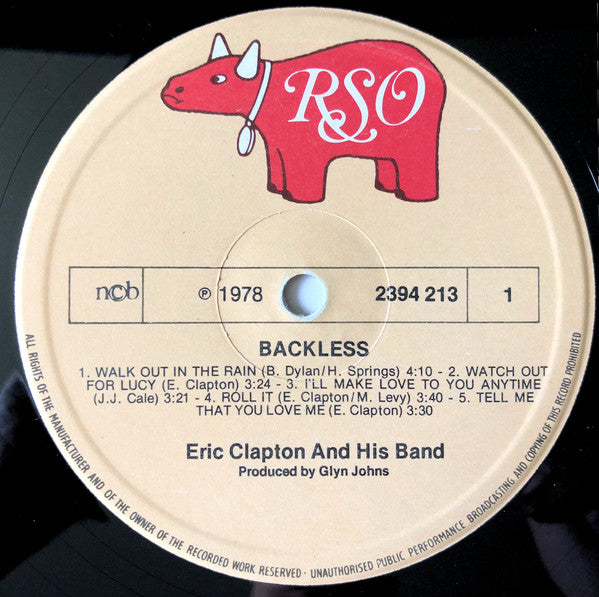 RSO
ncb
℗ 1978
2394 213
1
BACKLESS
1. WALK OUT IN THE RAIN (B. Dylan/H. Springs) 4:10 - 2. WATCH OUT
FOR LUCY (E. Clapton) 3:24 - 3. I'LL MAKE LOVE TO YOU ANYTIME
(J.J. Cale) 3:21 - 4. ROLL IT (E. Clapton/M. Levy) 3:40 - 5. TELL ME
THAT YOU LOVE ME (E. Clapton) 3:30
Eric Clapton And His Band
Produced by Glyn Johns
ALL RIGHTS OF THE MANUFACTURER AND OF THE OWNER OF THE RECORDED WORK RESERVED · UNAUTHORISED PUBLIC PERFORMANCE BROADCASTING AND COPYING OF THIS RECORD PROHIBITED